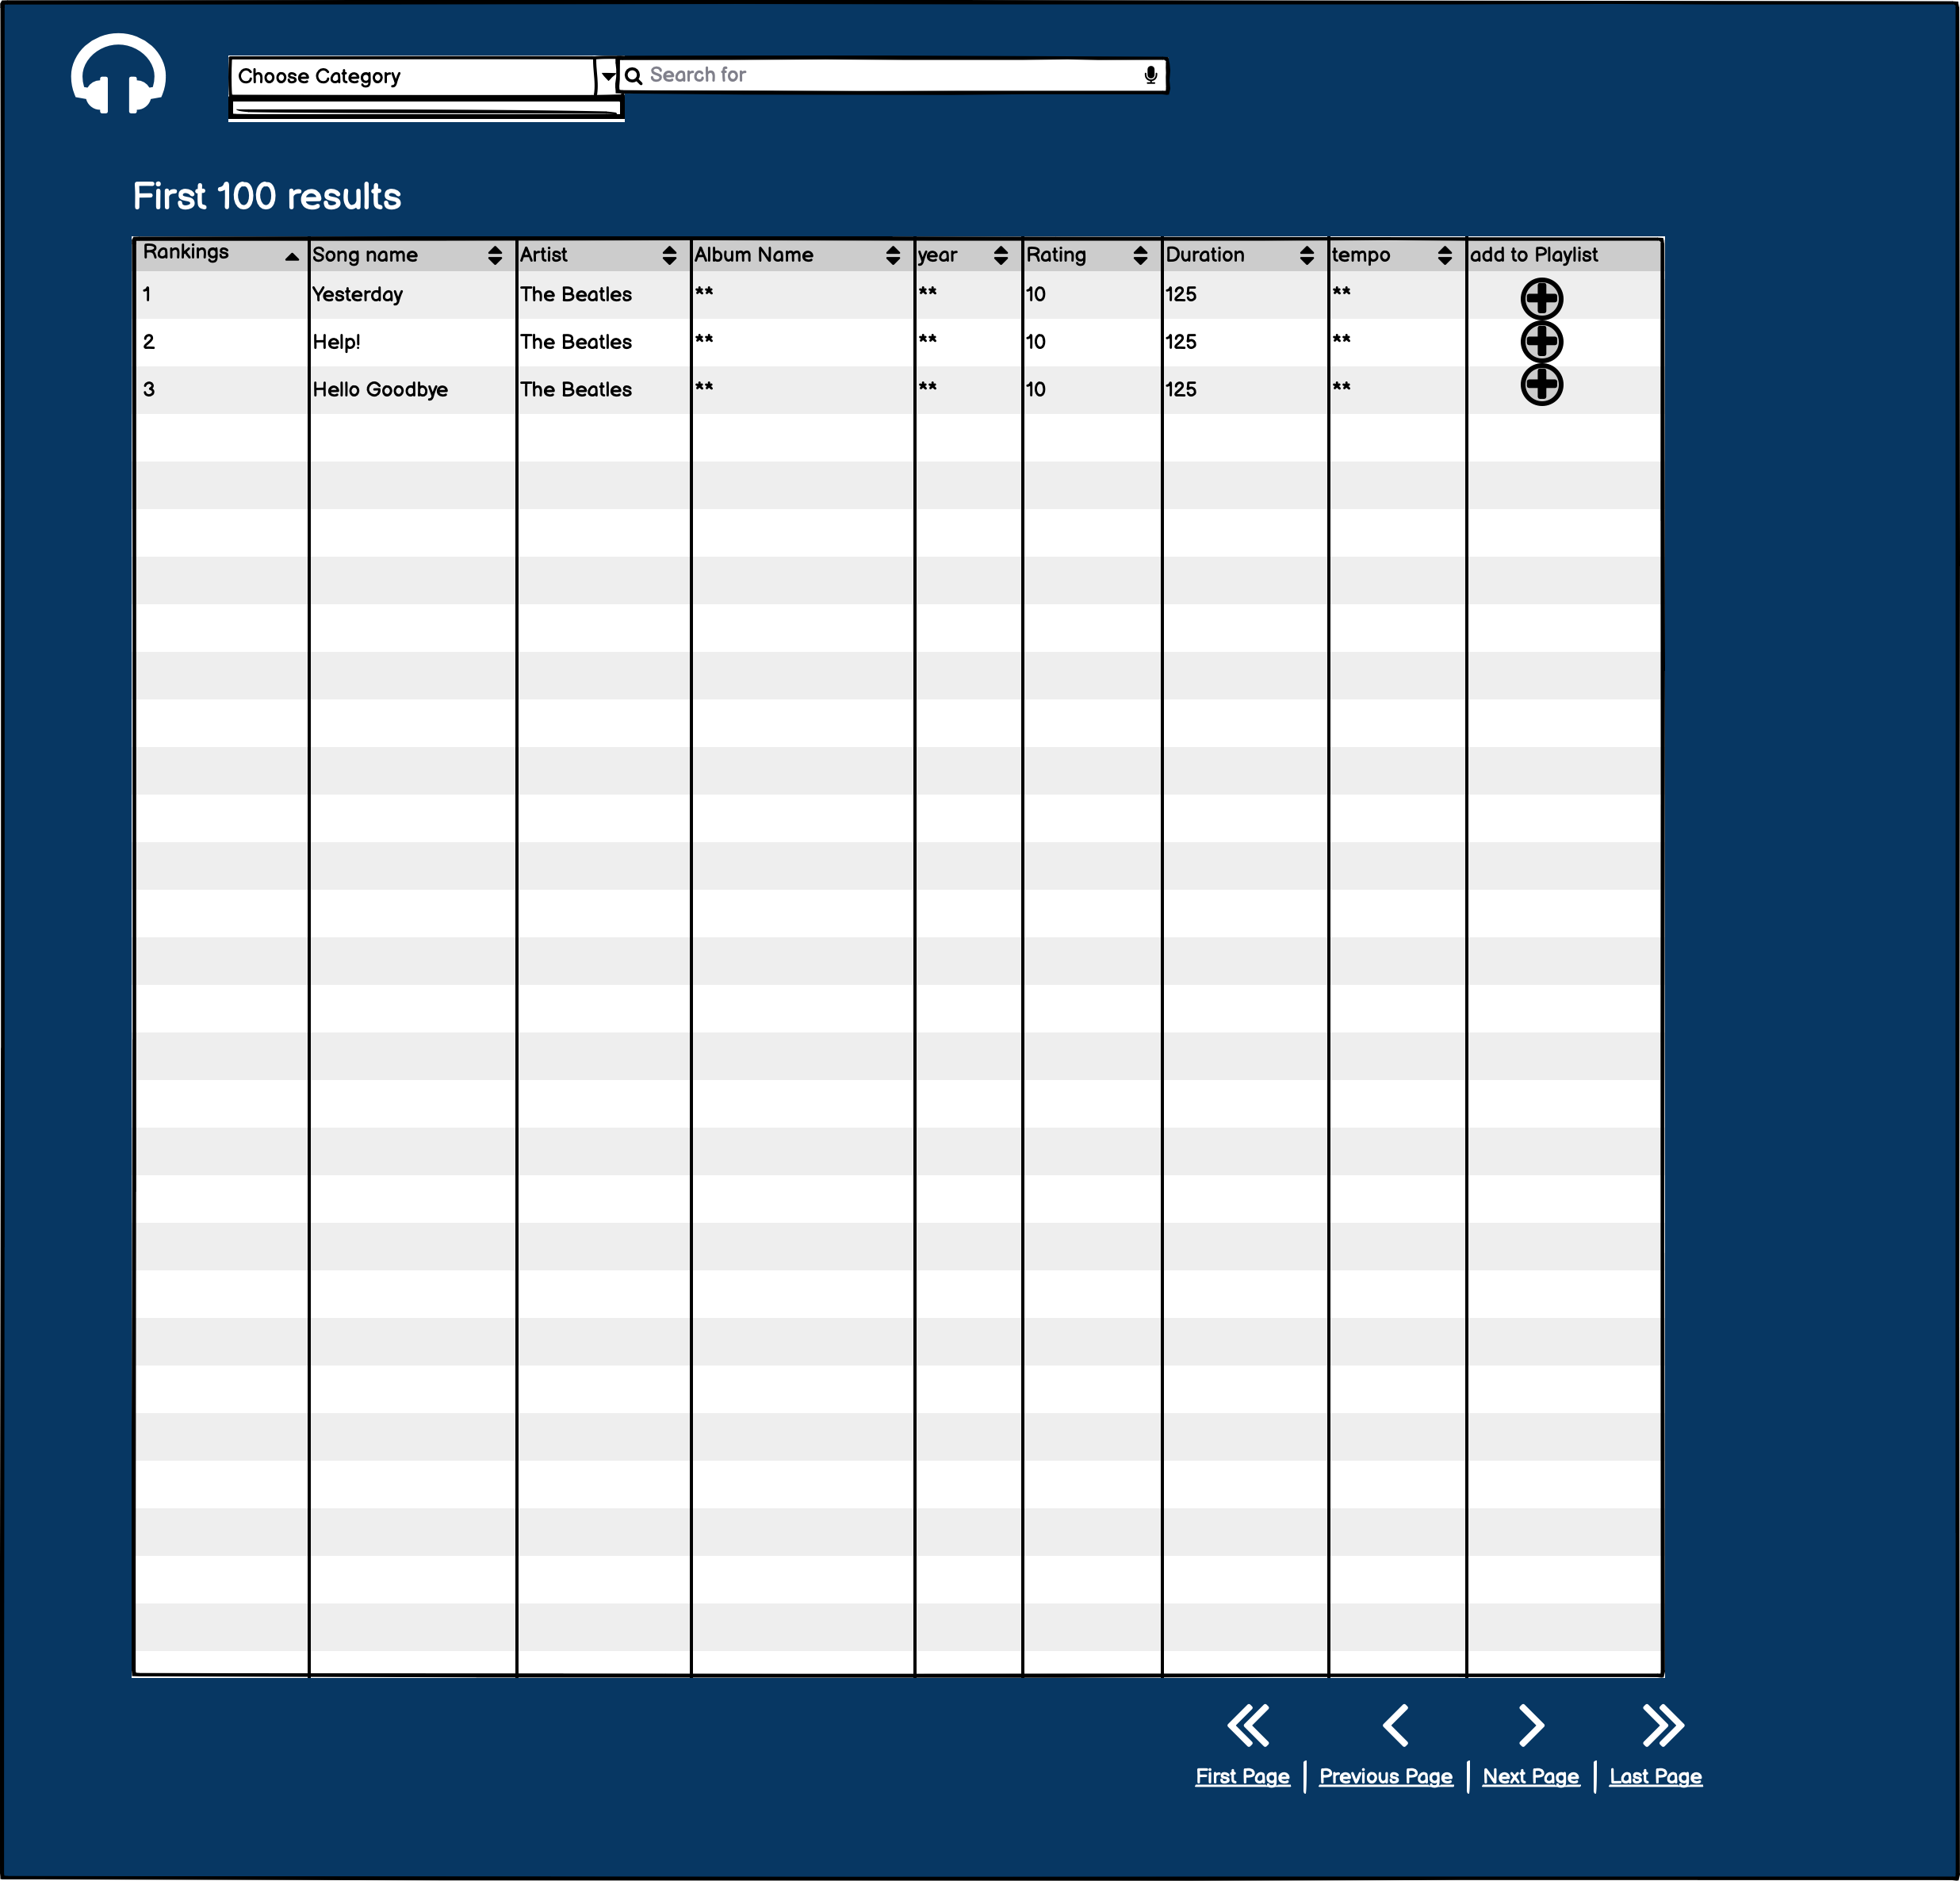 Choose Category
Search for
First 100 results
Rankings Song name Artist Album Name year Rating Duration tempo add to Playlist
1 Yesterday The Beatles ** ** 10 125 **
2 Help! The Beatles ** ** 10 125 **
3 Hello Goodbye The Beatles ** ** 10 125 **
First Page | Previous Page | Next Page | Last Page